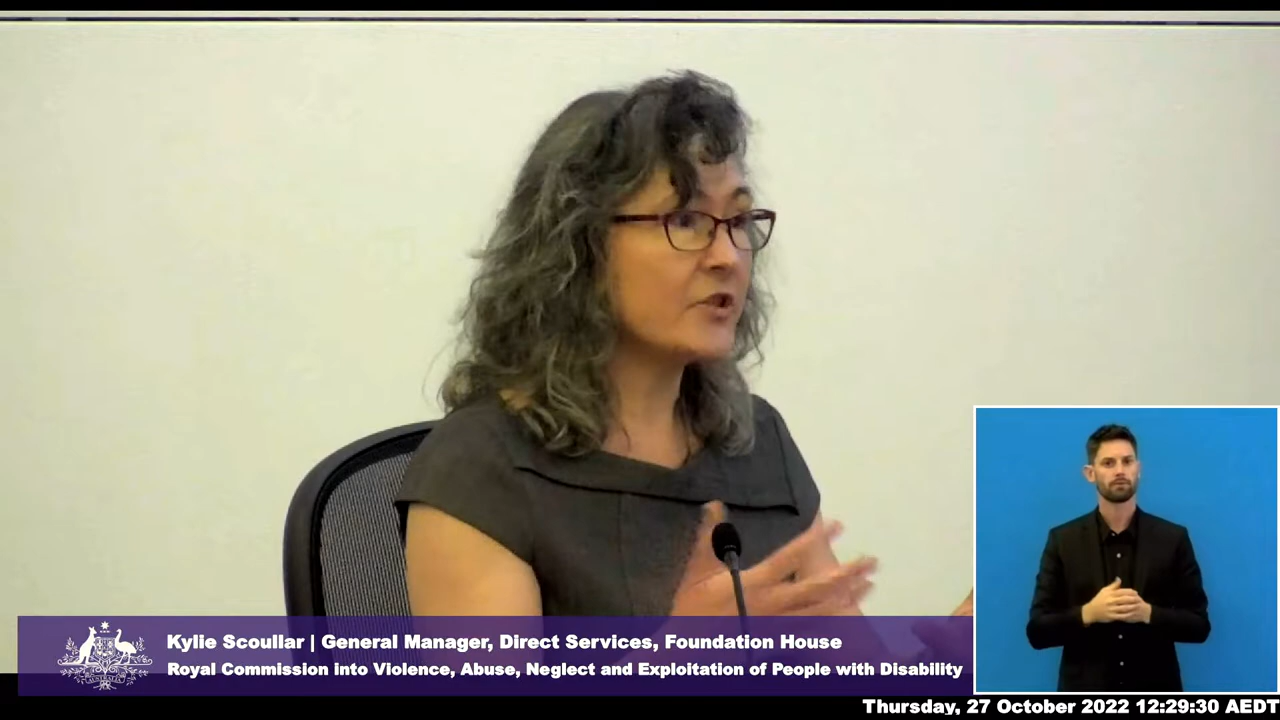 Kylie Scoullar | General Manager, Direct Services, Foundation House
Royal Commission into Violence, Abuse, Neglect and Exploitation of People with Disability
AUSTRALIA
Thursday, 27 October 2022 12:29:30 AEDT